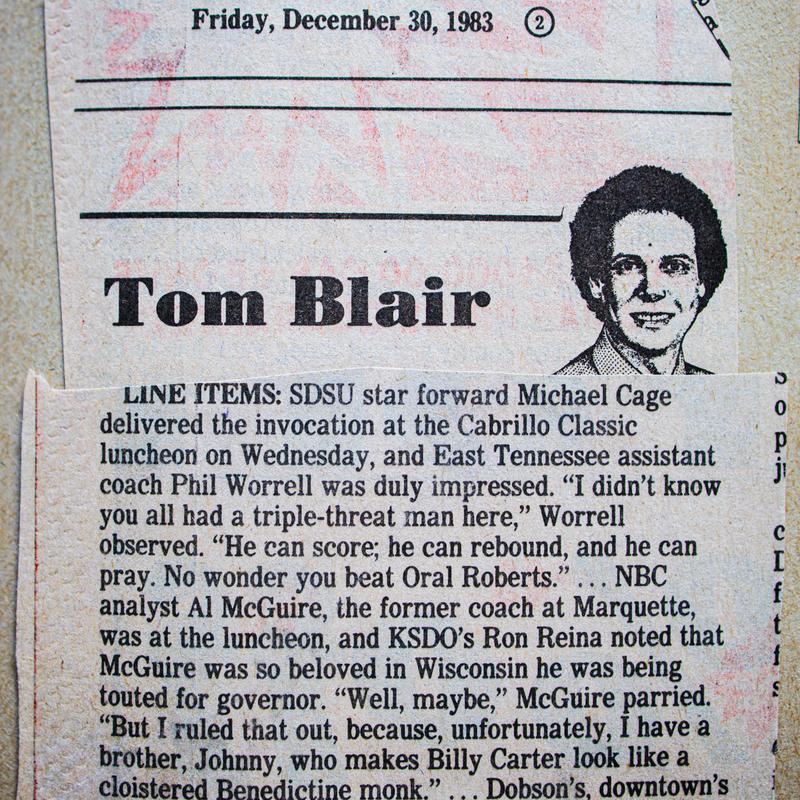 Friday, December 30, 1983 2
Tom Blair
LINE ITEMS: SDSU star forward Michael Cage
delivered the invocation at the Cabrillo Classic
luncheon on Wednesday, and East Tennessee assistant
coach Phil Worrell was duly impressed. “I didn’t know
you all had a triple-threat man here,” Worrell
observed. “He can score; he can rebound, and he can
pray. No wonder you beat Oral Roberts.” ... NBC
analyst Al McGuire, the former coach at Marquette,
was at the luncheon, and KSDO’s Ron Reina noted that
McGuire was so beloved in Wisconsin he was being
touted for governor. “Well, maybe,” McGuire parried.
“But I ruled that out, because, unfortunately, I have a
brother, Johnny, who makes Billy Carter look like a
cloistered Benedictine monk.” ... Dobson’s, downtown’s